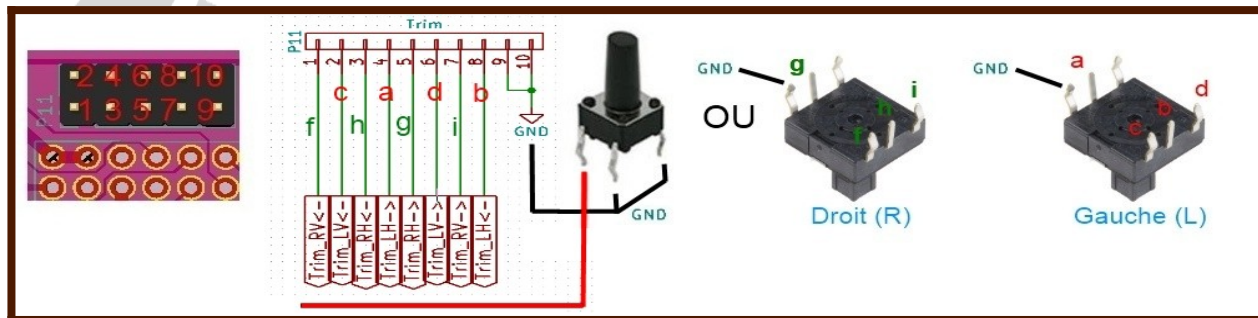 2 4 6 8 10
1 3 5 7 9
P11
Trim
P11
1 2 3 4 5 6 7 8 9 10
c a d b
f h g i
GND
Trim_RV<-
Trim_LV<-
Trim_RH<-
Trim_LH->
Trim_RH->
Trim_LV->
Trim_RV->
Trim_LH<-
GND
OU
GND
g
i
h
f
Droit (R)
GND
a
d
b
c
Gauche (L)